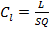 C_l = L/SQ